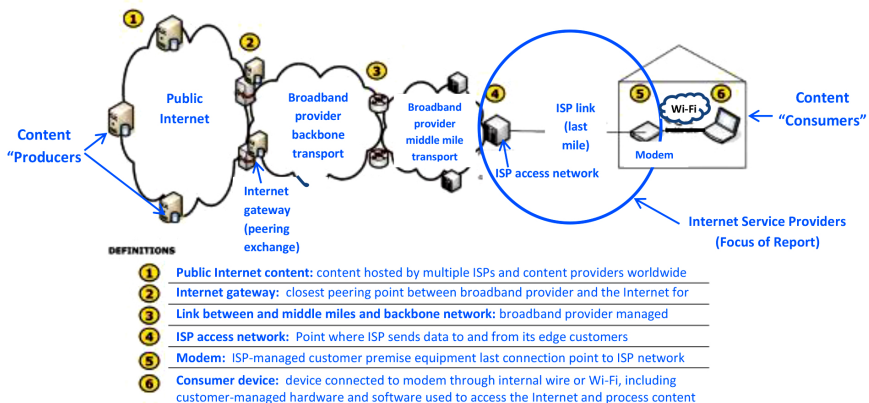 1
2
3
4
5
6
Public
Internet
Broadband
provider
backbone
transport
Broadband
provider
middle mile
transport
ISP link
(last
mile)
Wi-Fi
Modem
ISP access network
Content
“Producers
Content
“Consumers”
Internet
gateway
(peering
exchange)
Internet Service Providers
(Focus of Report)
DEFINITIONS
1 Public Internet content: content hosted by multiple ISPs and content providers worldwide
2 Internet gateway: closest peering point between broadband provider and the Internet for
3 Link between and middle miles and backbone network: broadband provider managed
4 ISP access network: Point where ISP sends data to and from its edge customers
5 Modem: ISP-managed customer premise equipment last connection point to ISP network
6 Consumer device: device connected to modem through internal wire or Wi-Fi, including
customer-managed hardware and software used to access the Internet and process content